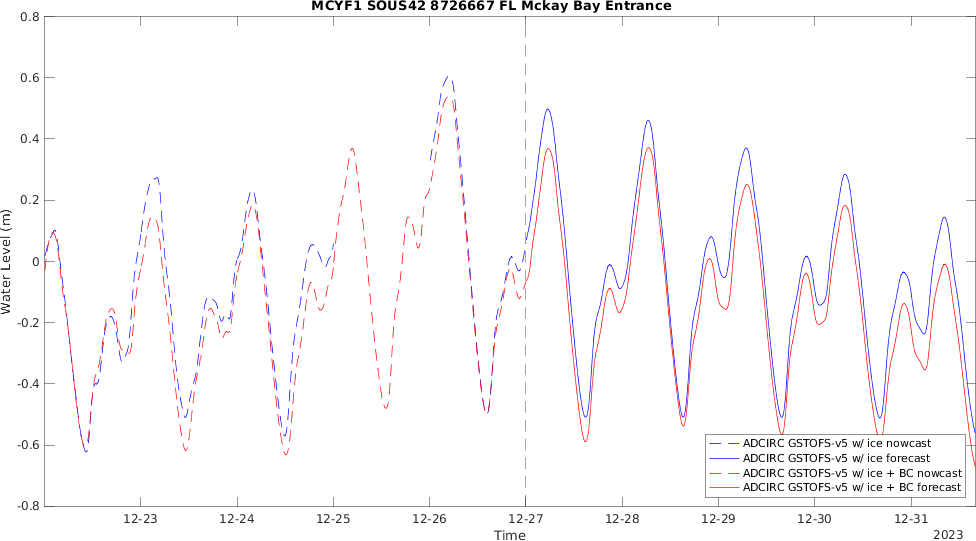 MCYF1 SOUS42 8726667 FL Mckay Bay Entrance
0.8
0.6
0.4
0.2
0
-0.2
-0.4
-0.6
-0.8
Water Level (m)
12-23
12-24
12-25
12-26
12-27
12-28
12-29
12-30
12-31
Time
2023
ADCIRC GSTOFS-v5 w/ ice nowcast
ADCIRC GSTOFS-v5 w/ ice forecast
ADCIRC GSTOFS-v5 w/ ice + BC nowcast
ADCIRC GSTOFS-v5 w/ ice + BC forecast